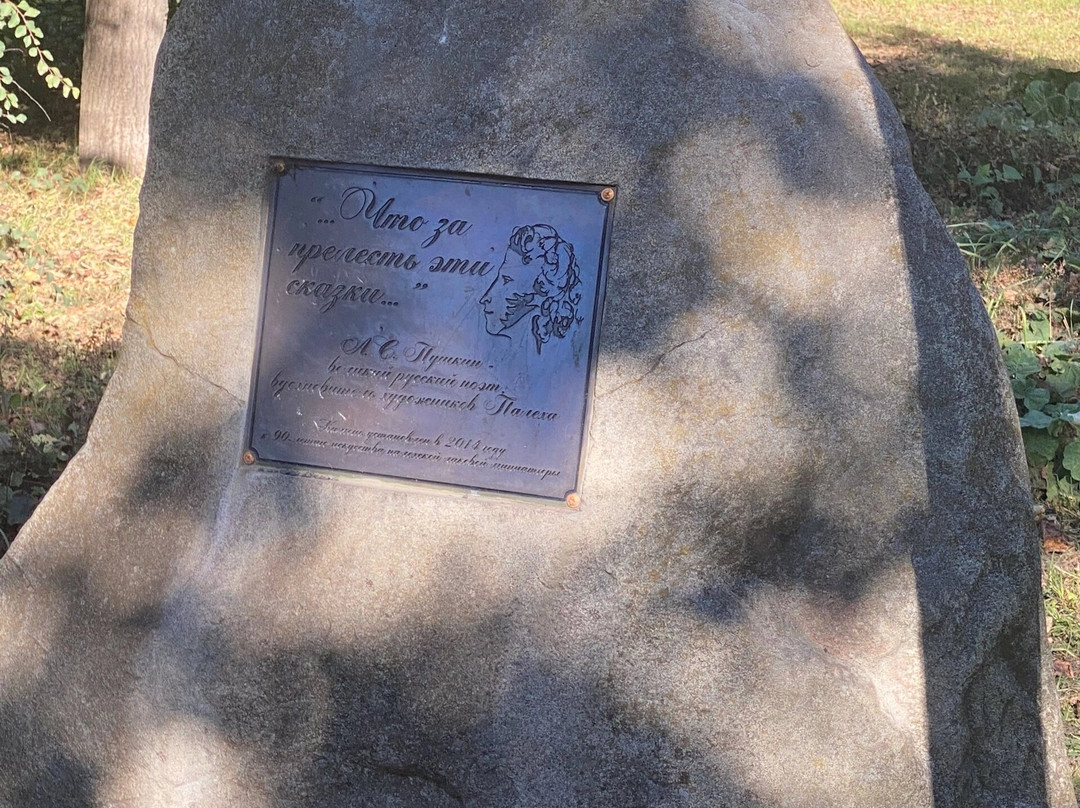 "...Что за
прелесть эти
сказки..."
А.С. Пушкин -
великий русский поэт,
вдохновитель художников Палеха
Камень установлен в 2014 году
к 90-летию искусства палехской лаковой миниатюры